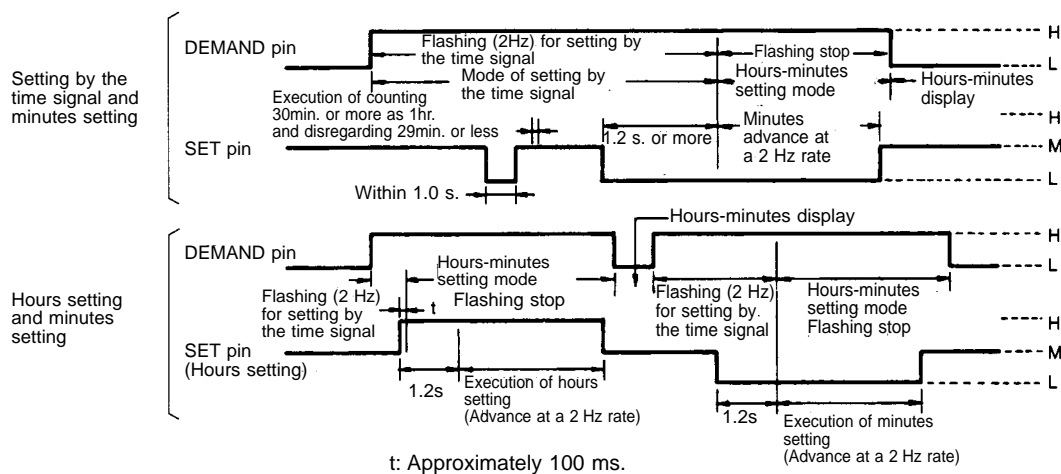 DEMAND pin
Flashing (2Hz) for setting by
the time signal
Flashing stop
H
L
Setting by the
time signal and
minutes setting
Mode of setting by
the time signal
Hours-minutes
setting mode
Hours-minutes
display
Execution of counting
30min. or more as 1hr.
and disregarding 29min. or less
1.2 s. or more
Minutes
advance at
a 2 Hz rate
SET pin
H
M
L
Within 1.0 s.
Hours-minutes display
DEMAND pin
H
L
Hours setting
and minutes
setting
Flashing (2 Hz)
for setting by
the time signal
t
Hours-minutes
setting mode
Flashing stop
Flashing (2 Hz)
for setting by.
the time signal
Hours-minutes
setting mode
Flashing stop
SET pin
(Hours setting)
H
M
L
1.2s
Execution of hours
setting
(Advance at a 2 Hz rate)
1.2s
Execution of minutes
setting
(Advance at a 2 Hz rate)
t: Approximately 100 ms.